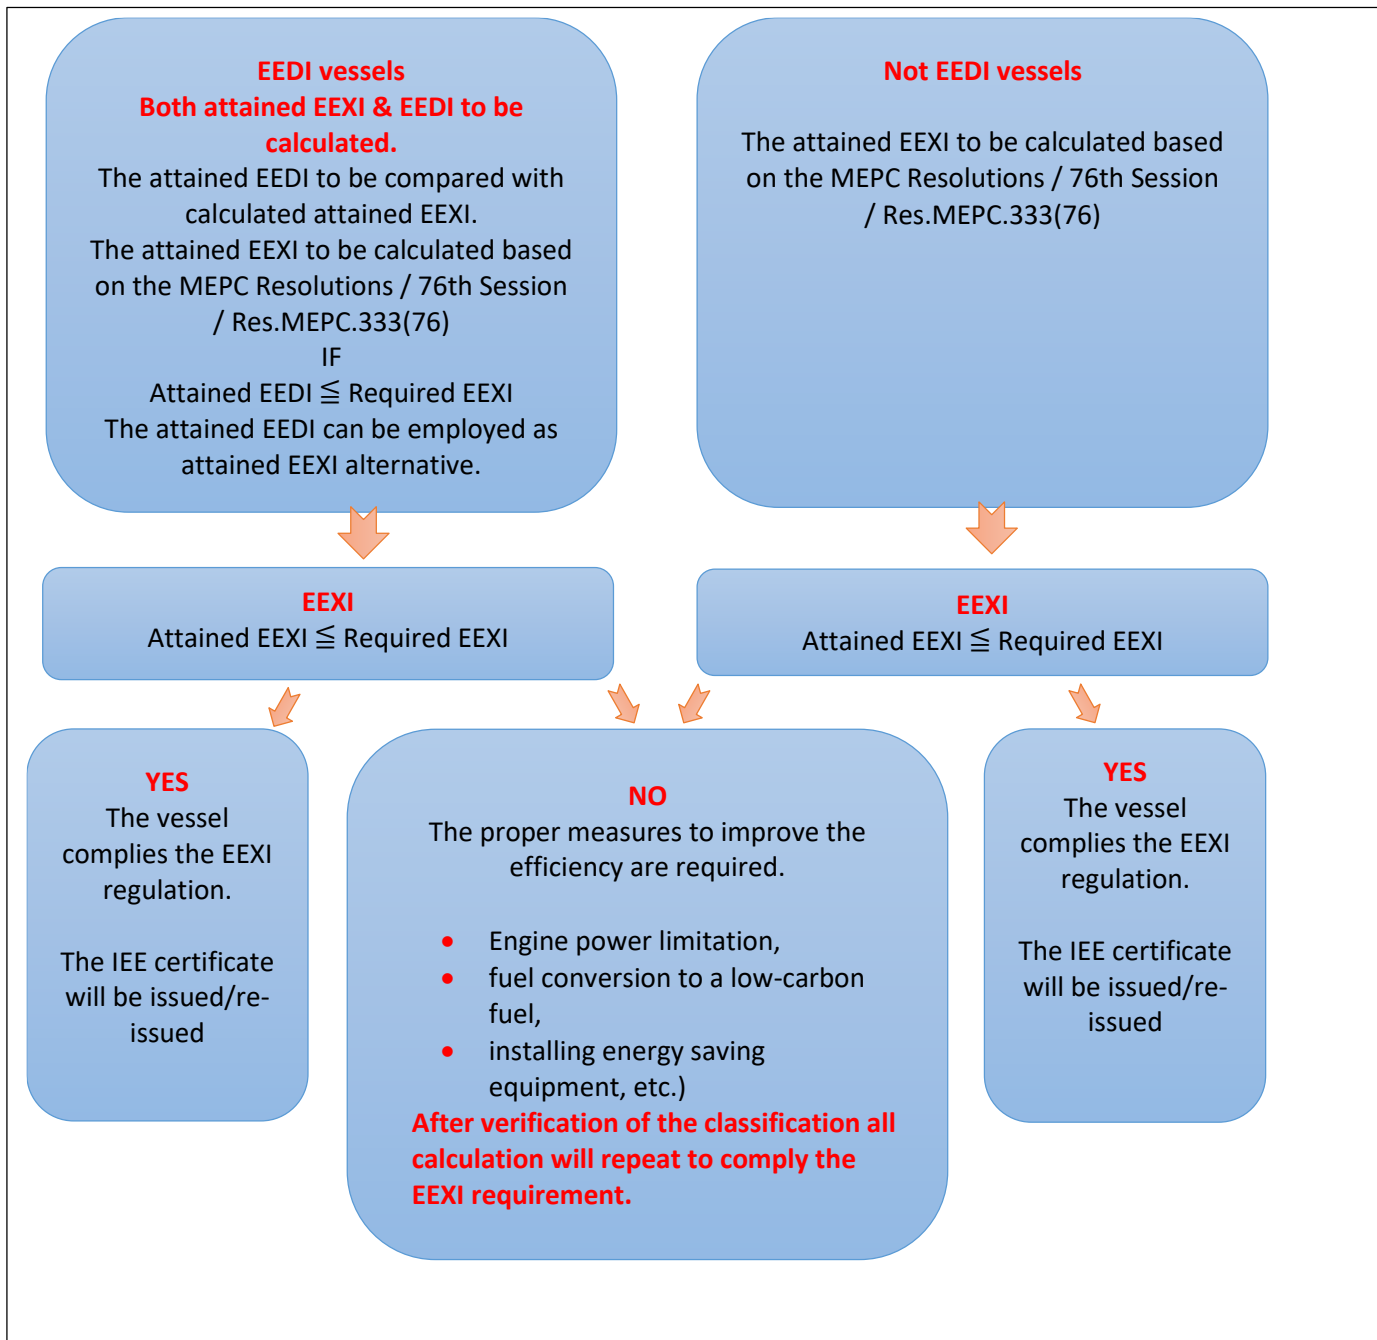 EEDI vessels
Both attained EEXI & EEDI to be
calculated.
The attained EEDI to be compared with
calculated attained EEXI.
The attained EEXI to be calculated based
on the MEPC Resolutions / 76th Session
/ Res.MEPC.333(76)
IF
Attained EEDI ≦ Required EEXI
The attained EEDI can be employed as
attained EEXI alternative.
Not EEDI vessels
The attained EEXI to be calculated based
on the MEPC Resolutions / 76th Session
/ Res.MEPC.333(76)
EEXI
Attained EEXI ≦ Required EEXI
EEXI
Attained EEXI ≦ Required EEXI
YES
The vessel
complies the EEXI
regulation.
The IEE certificate
will be issued/re-
issued
NO
The proper measures to improve the
efficiency are required.
• Engine power limitation,
• fuel conversion to a low-carbon
fuel,
• installing energy saving
equipment, etc.)
After verification of the classification all
calculation will repeat to comply the
EEXI requirement.
YES
The vessel
complies the EEXI
regulation.
The IEE certificate
will be issued/re-
issued